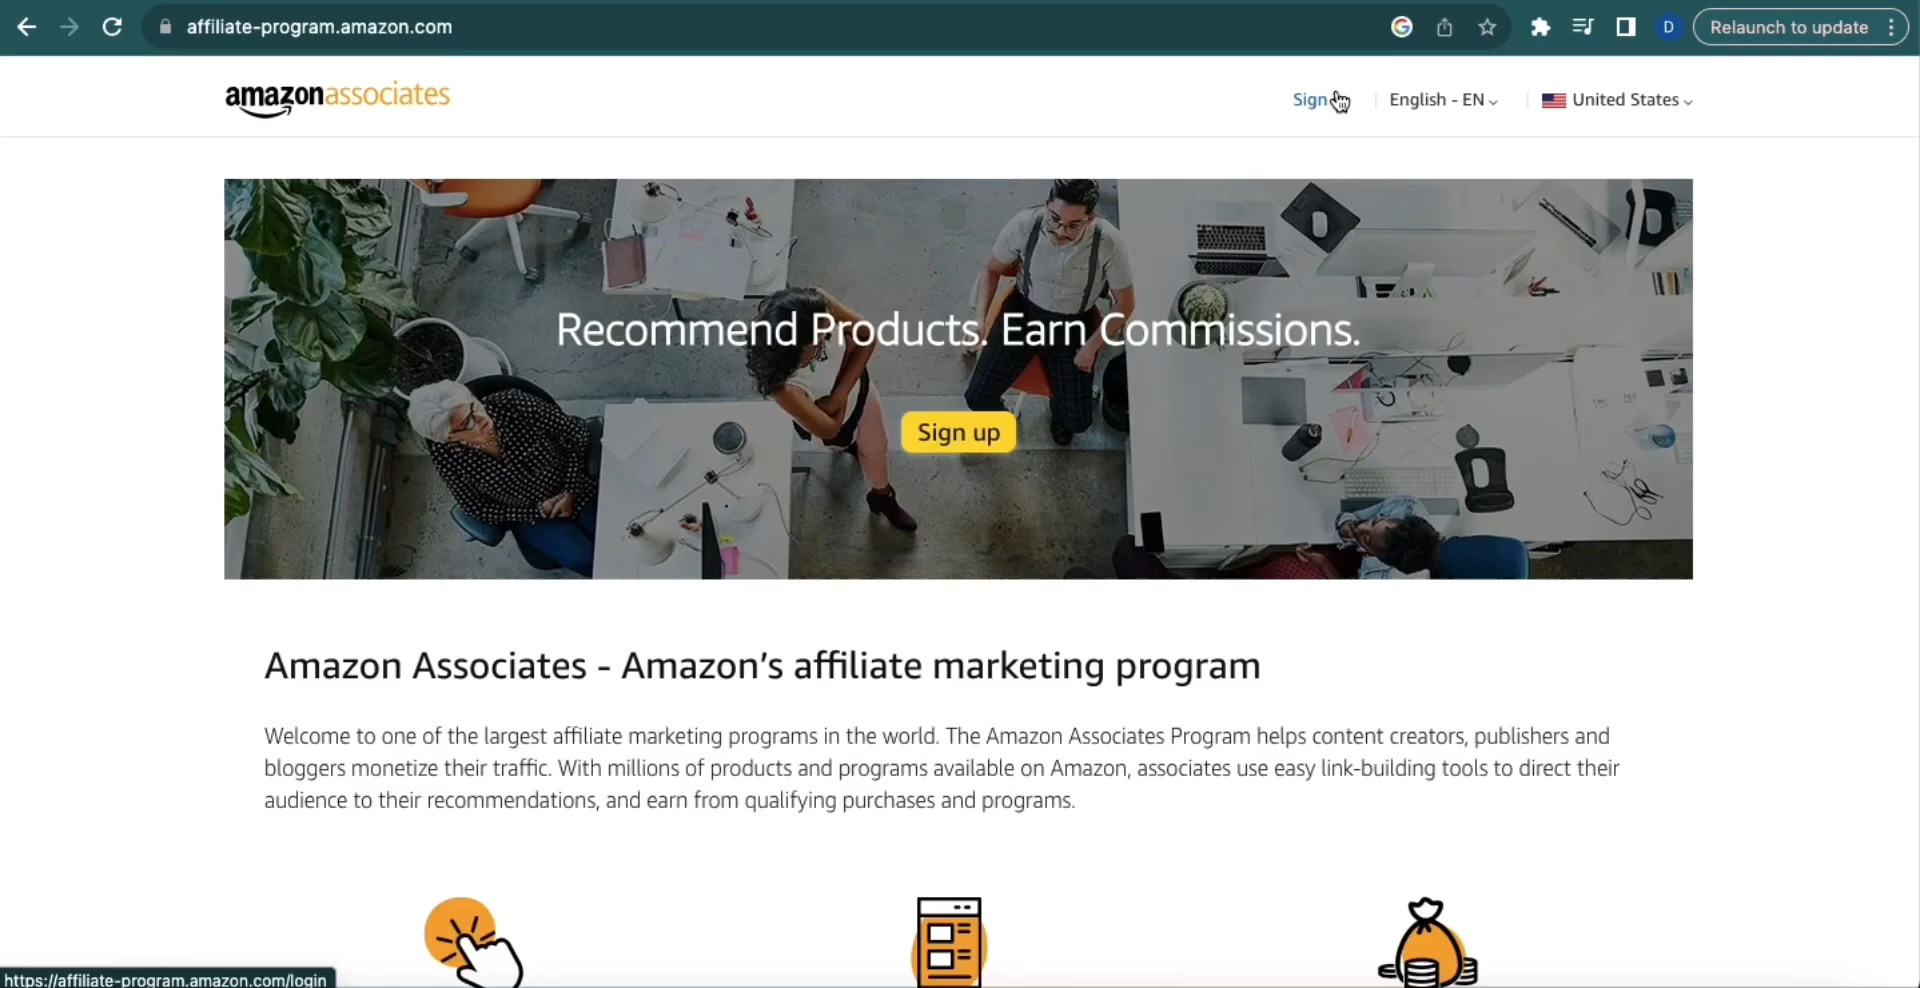 affiliate-program.amazon.com
D
Relaunch to update
amazonassociates
Sign
English - EN
United States
Recommend Products. Earn Commissions.
Sign up
Amazon Associates - Amazon’s affiliate marketing program
Welcome to one of the largest affiliate marketing programs in the world. The Amazon Associates Program helps content creators, publishers and
bloggers monetize their traffic. With millions of products and programs available on Amazon, associates use easy link-building tools to direct their
audience to their recommendations, and earn from qualifying purchases and programs.
https://affiliate-program.amazon.com/login